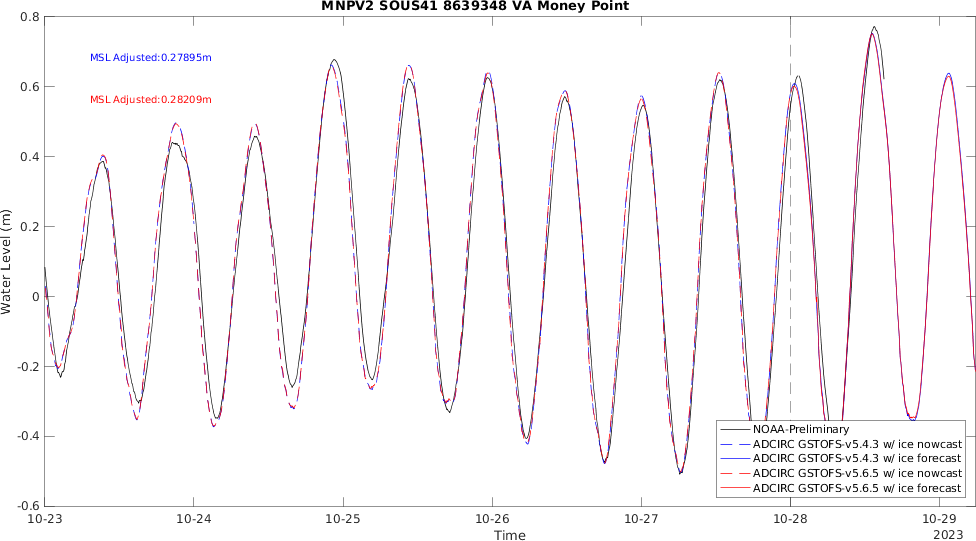 MNPV2 SOUS41 8639348 VA Money Point
MSL Adjusted:0.27895m
MSL Adjusted:0.28209m
Water Level (m)
0.8
0.6
0.4
0.2
0
-0.2
-0.4
-0.6
NOAA-Preliminary
ADCIRC GSTOFS-v5.4.3 w/ ice nowcast
ADCIRC GSTOFS-v5.4.3 w/ ice forecast
ADCIRC GSTOFS-v5.6.5 w/ ice nowcast
ADCIRC GSTOFS-v5.6.5 w/ ice forecast
10-23 10-24 10-25 10-26 10-27 10-28 10-29
2023
Time